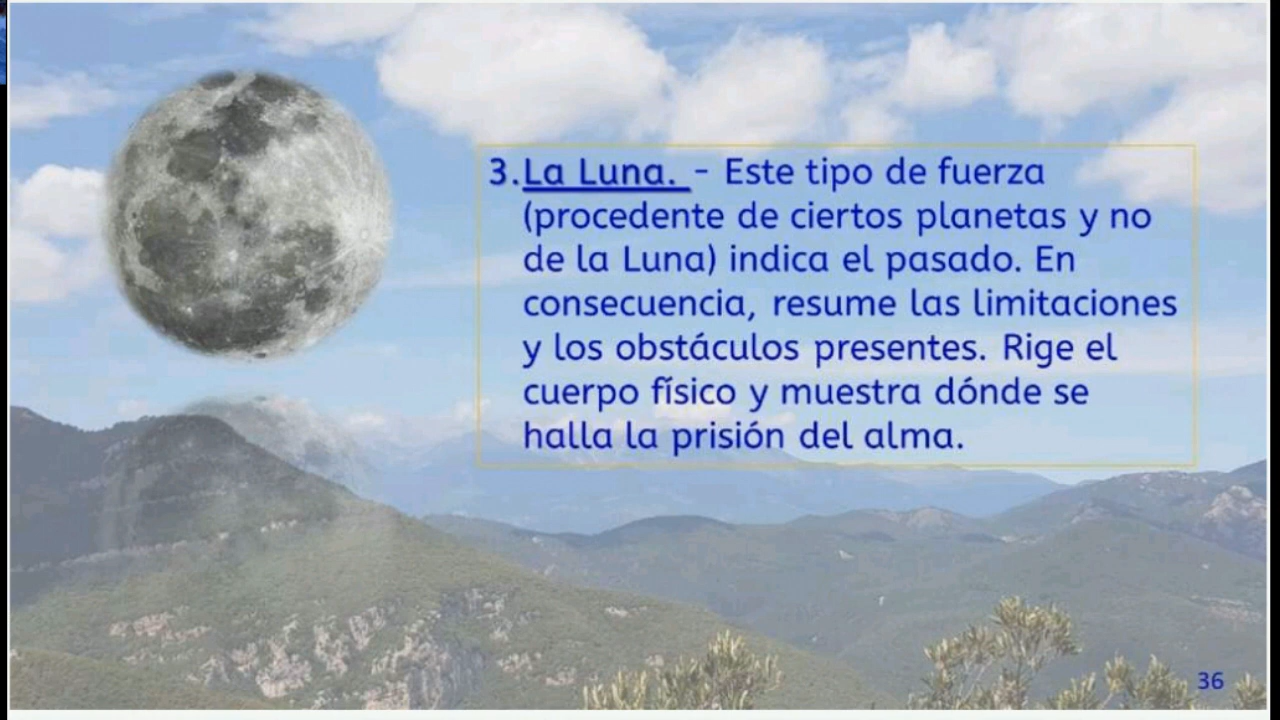 3.La Luna. - Este tipo de fuerza
(procedente de ciertos planetas y no
de la Luna) indica el pasado. En
consecuencia, resume las limitaciones
y los obstáculos presentes. Rige el
cuerpo físico y muestra dónde se
halla la prisión del alma.
36